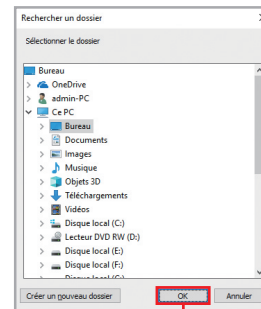 Rechercher un dossier
Sélectionner le dossier
Bureau
OneDrive
admin-PC
Ce PC
Bureau
Documents
Images
Musique
Objets 3D
Téléchargements
Vidéos
Disque local (C:)
Lecteur DVD RW (D:)
Disque local (E:)
Disque local (F:)
Créer un nouveau dossier
OK
Annuler